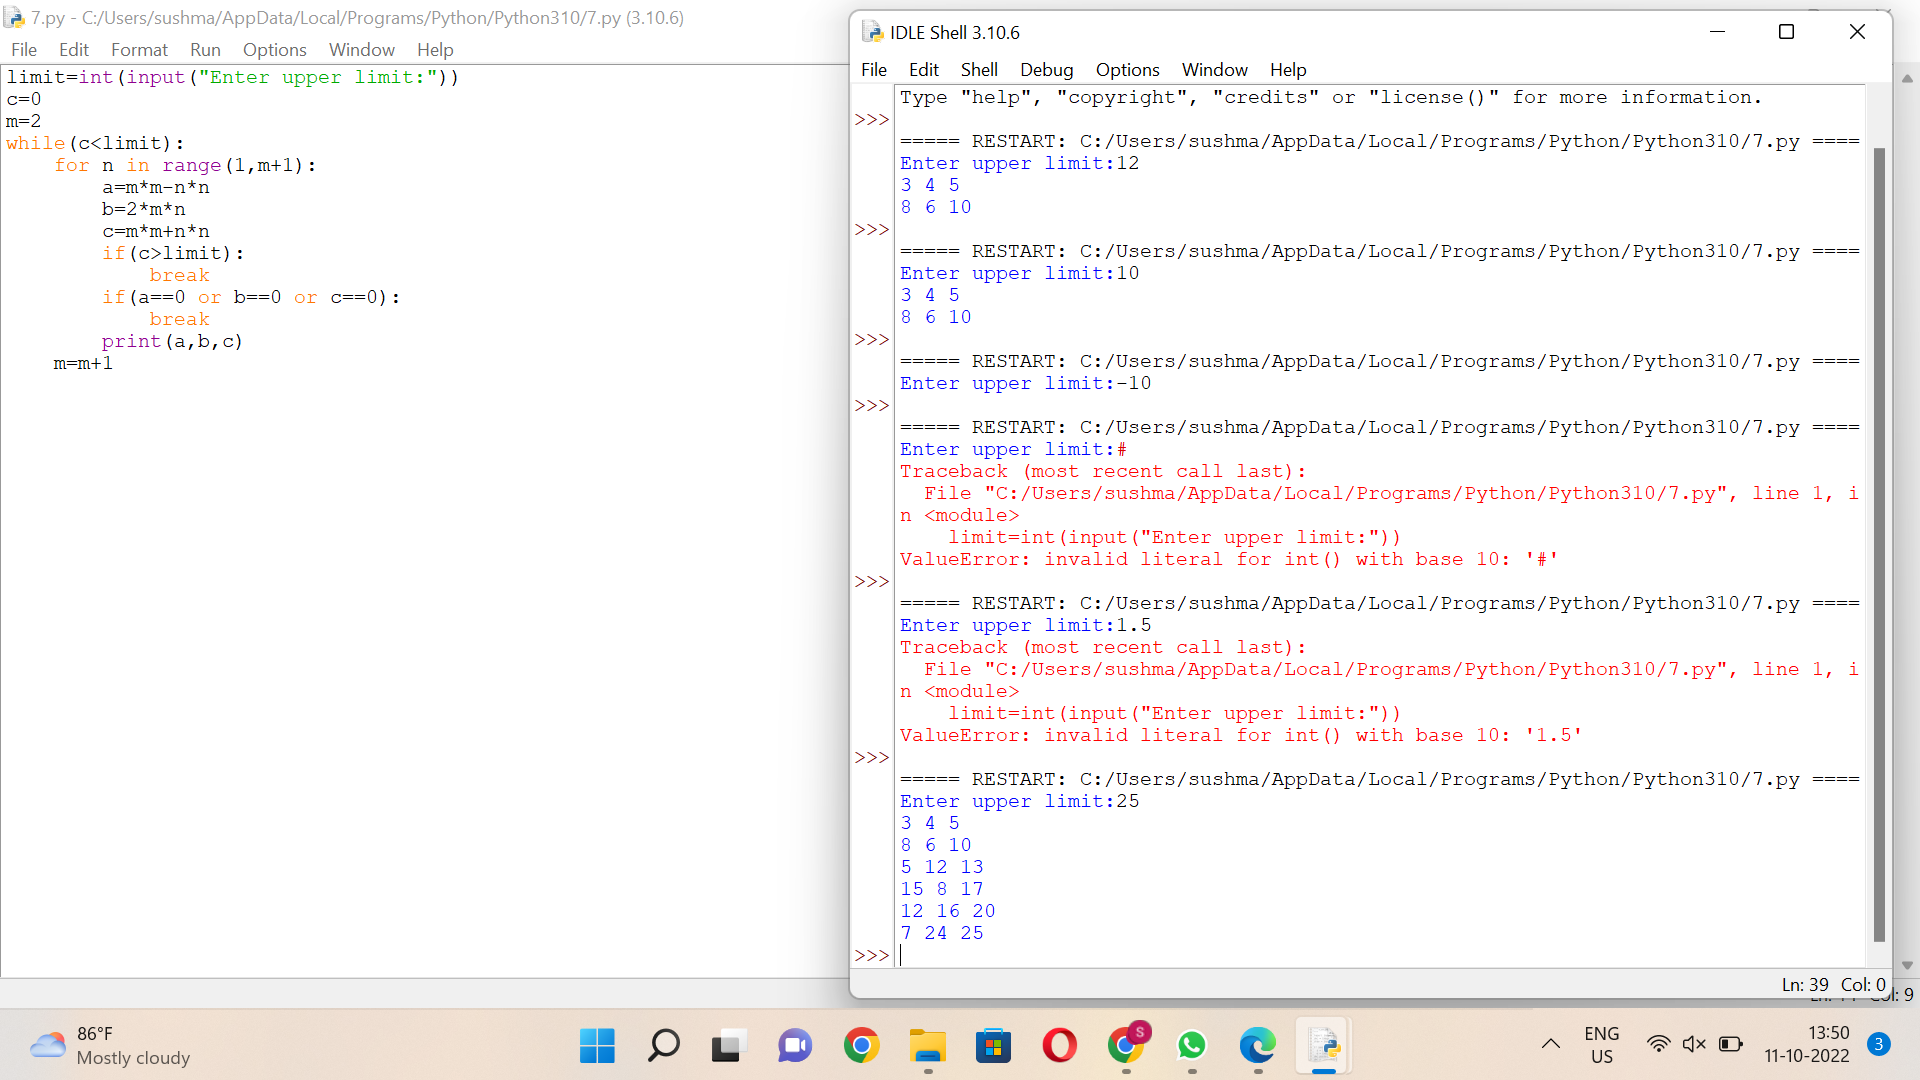 7.py - C:/Users/sushma/AppData/Local/Programs/Python/Python310/7.py (3.10.6)
File Edit Format Run Options Window Help
limit=int(input("Enter upper limit:"))
c=0
m=2
while(c<limit):
    for n in range(1,m+1):
        a=m*m-n*n
        b=2*m*n
        c=m*m+n*n
        if(c>limit):
            break
        if(a==0 or b==0 or c==0):
            break
        print(a,b,c)
    m=m+1
IDLE Shell 3.10.6
File Edit Shell Debug Options Window Help
Type "help", "copyright", "credits" or "license()" for more information.
>>>
===== RESTART: C:/Users/sushma/AppData/Local/Programs/Python/Python310/7.py ====
Enter upper limit:12
3 4 5
8 6 10
>>>
===== RESTART: C:/Users/sushma/AppData/Local/Programs/Python/Python310/7.py ====
Enter upper limit:10
3 4 5
8 6 10
>>>
===== RESTART: C:/Users/sushma/AppData/Local/Programs/Python/Python310/7.py ====
Enter upper limit:-10
>>>
===== RESTART: C:/Users/sushma/AppData/Local/Programs/Python/Python310/7.py ====
Enter upper limit:#
Traceback (most recent call last):
  File "C:/Users/sushma/AppData/Local/Programs/Python/Python310/7.py", line 1, i
n <module>
    limit=int(input("Enter upper limit:"))
ValueError: invalid literal for int() with base 10: '#'
>>>
===== RESTART: C:/Users/sushma/AppData/Local/Programs/Python/Python310/7.py ====
Enter upper limit:1.5
Traceback (most recent call last):
  File "C:/Users/sushma/AppData/Local/Programs/Python/Python310/7.py", line 1, i
n <module>
    limit=int(input("Enter upper limit:"))
ValueError: invalid literal for int() with base 10: '1.5'
>>>
===== RESTART: C:/Users/sushma/AppData/Local/Programs/Python/Python310/7.py ====
Enter upper limit:25
3 4 5
8 6 10
5 12 13
15 8 17
12 16 20
7 24 25
>>>
Ln: 39 Col: 0
: 9
86°F
Mostly cloudy
S
ENG
US
13:50
11-10-2022
3